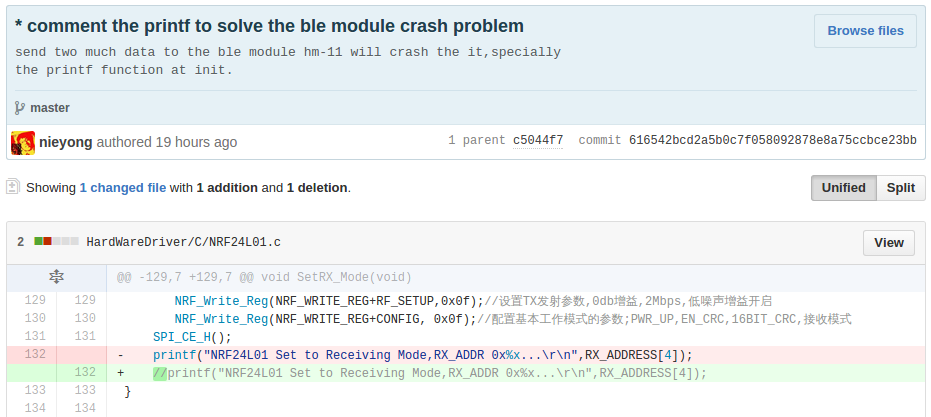 * comment the printf to solve the ble module crash problem
Browse files
send two much data to the ble module hm-11 will crash the it,specially
the printf function at init.
master
nieyong authored 19 hours ago
1 parent c5044f7 commit 616542bcd2a5b0c7f058092878e8a75ccbce23bb
Showing 1 changed file with 1 addition and 1 deletion.
Unified Split
2 HardWareDriver/C/NRF24L01.c
View
@@ -129,7 +129,7 @@ void SetRX_Mode(void)
129 129 NRF_Write_Reg(NRF_WRITE_REG+RF_SETUP,0x0f);//设置TX发射参数,0db增益,2Mbps,低噪声增益开启
130 130 NRF_Write_Reg(NRF_WRITE_REG+CONFIG, 0x0f);//配置基本工作模式的参数;PWR_UP,EN_CRC,16BIT_CRC,接收模式
131 131 SPI_CE_H();
132 - printf("NRF24L01 Set to Receiving Mode,RX_ADDR 0x%x...\r\n",RX_ADDRESS[4]);
132 + //printf("NRF24L01 Set to Receiving Mode,RX_ADDR 0x%x...\r\n",RX_ADDRESS[4]);
133 133 }
134 134